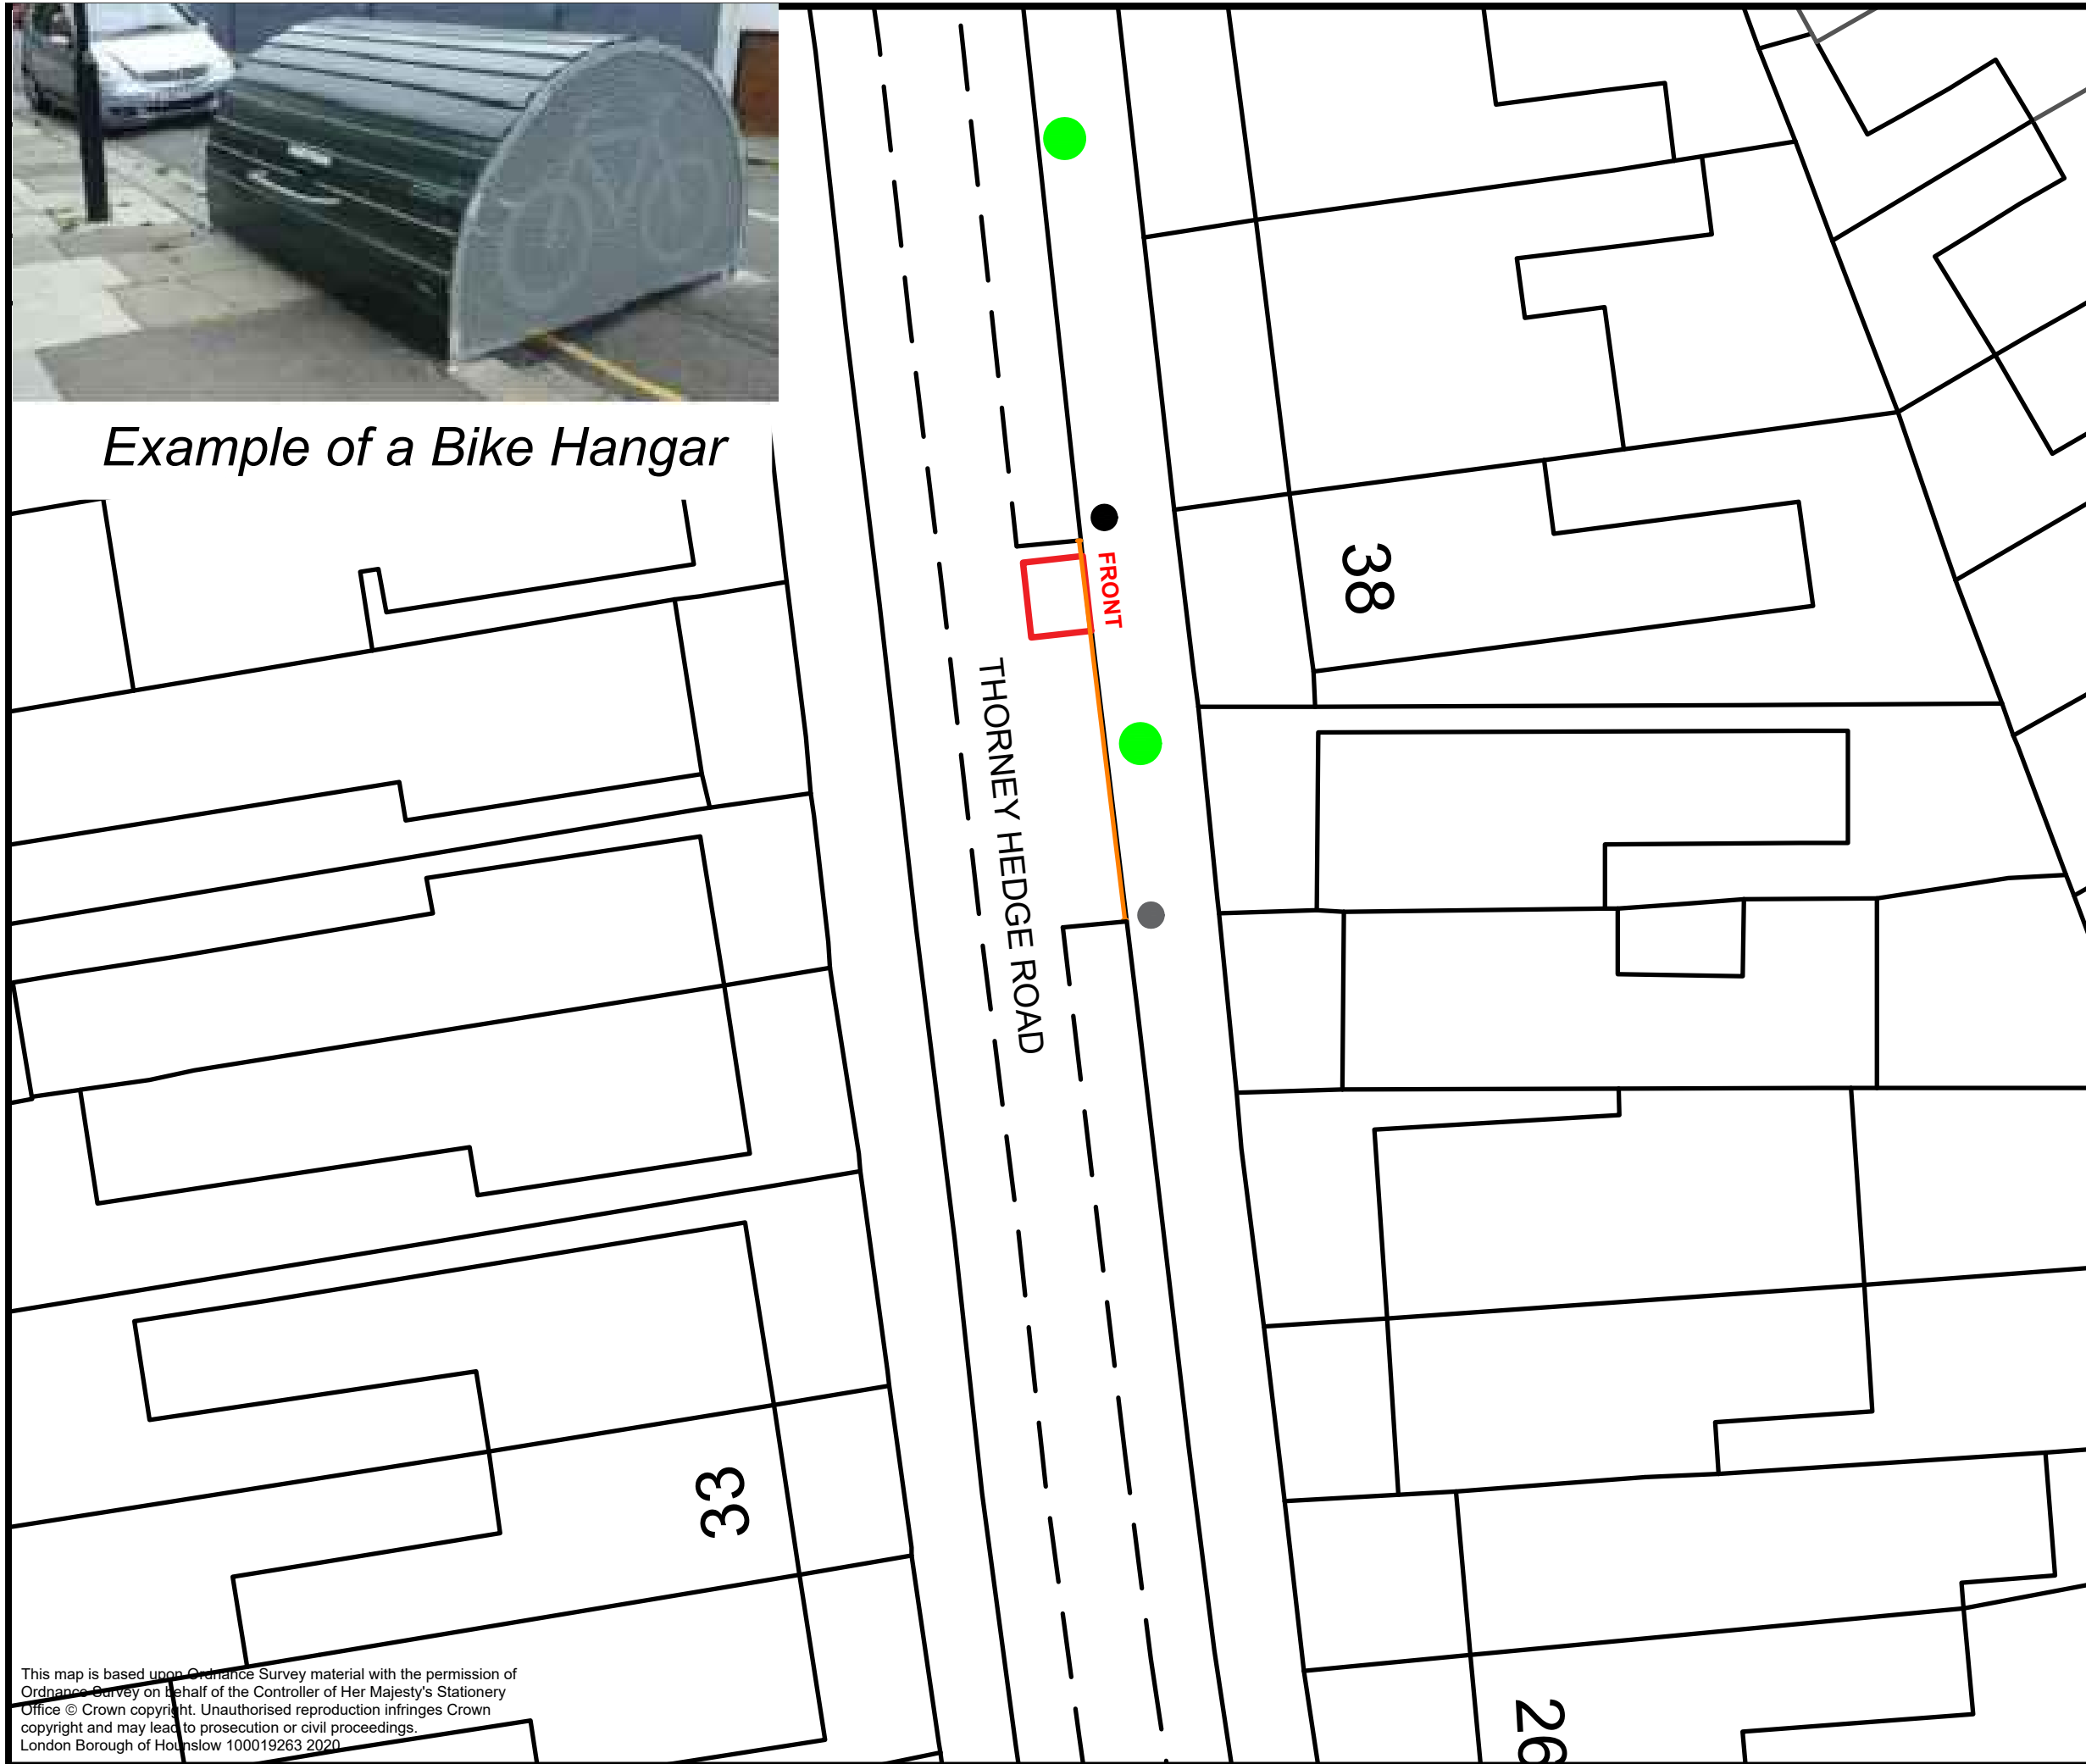 Example of a Bike Hangar
FRONT
38
THORNEY HEDGE ROAD
33
26
This map is based upon Ordnance Survey material with the permission of
Ordnance Survey on behalf of the Controller of Her Majesty's Stationery
Office © Crown copyright. Unauthorised reproduction infringes Crown
copyright and may lead to prosecution or civil proceedings.
London Borough of Hounslow 100019263 2020